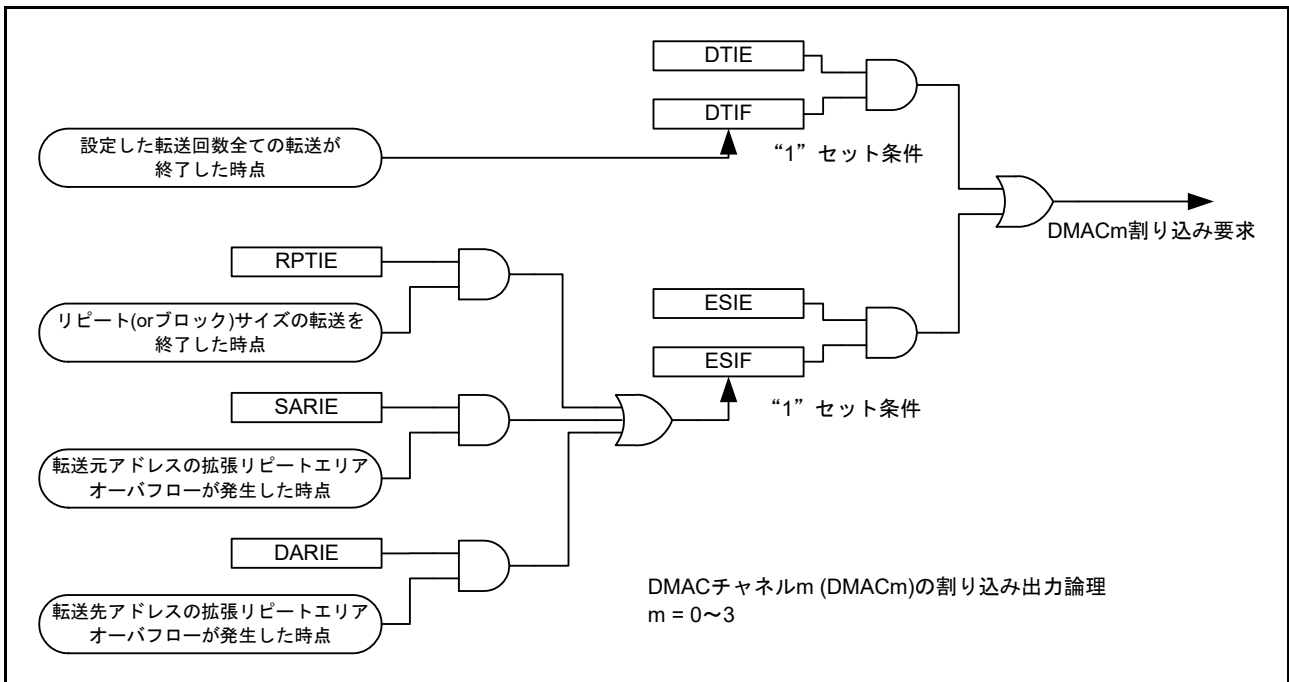 DTIE
DTIF
設定した転送回数全ての転送が
終了した時点
“1”セット条件
DMACm割り込み要求
RPTIE
リピート(orブロック)サイズの転送を
終了した時点
ESIE
ESIF
“1”セット条件
SARIE
転送元アドレスの拡張リピートエリア
オーバフローが発生した時点
DARIE
転送先アドレスの拡張リピートエリア
オーバフローが発生した時点
DMACチャネルm (DMACm)の割り込み出力論理
m = 0～3